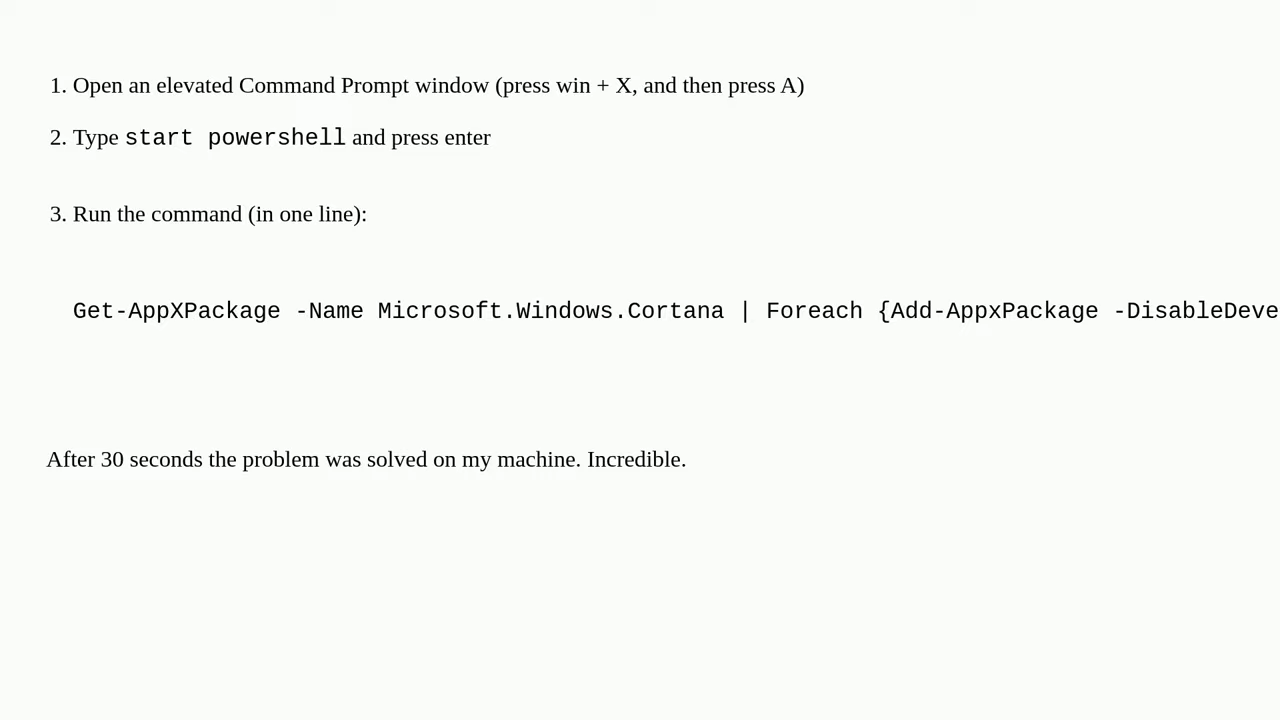 1. Open an elevated Command Prompt window (press win + X, and then press A)
2. Type start powershell and press enter
3. Run the command (in one line):
Get-AppXPackage -Name Microsoft.Windows.Cortana | Foreach {Add-AppxPackage -DisableDeve
After 30 seconds the problem was solved on my machine. Incredible.